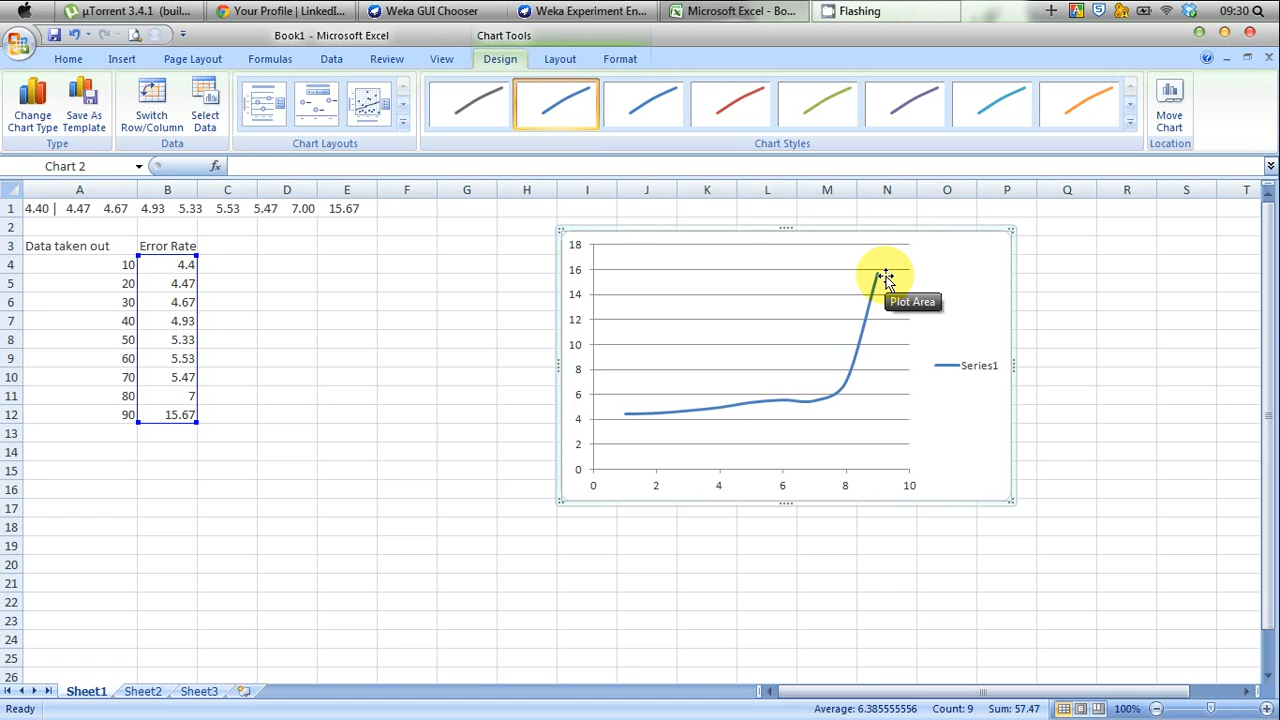 µTorrent 3.4.1 (buil...
Your Profile | LinkedI...
Weka GUI Chooser
Weka Experiment En...
Microsoft Excel - Bo...
Flashing
09:30
Book1 - Microsoft Excel
Chart Tools
Home Insert Page Layout Formulas Data Review View Design Layout Format
Change Chart Type
Save As Template
Switch Row/Column
Select Data
Move Chart
Type Data Chart Layouts Chart Styles Location
Chart 2 fx
A B C D E F G H I J K L M N O P Q R S T
1 4.40 | 4.47 4.67 4.93 5.33 5.53 5.47 7.00 15.67
2
3 Data taken out Error Rate
4 10 4.4
5 20 4.47
6 30 4.67
7 40 4.93
8 50 5.33
9 60 5.53
10 70 5.47
11 80 7
12 90 15.67
13
14
15
16
17
18
19
20
21
22
23
24
25
26
18
16
14
12
10
8
6
4
2
0
0 2 4 6 8 10
Plot Area
Series1
Sheet1 Sheet2 Sheet3
Ready Average: 6.385555556 Count: 9 Sum: 57.47 100%